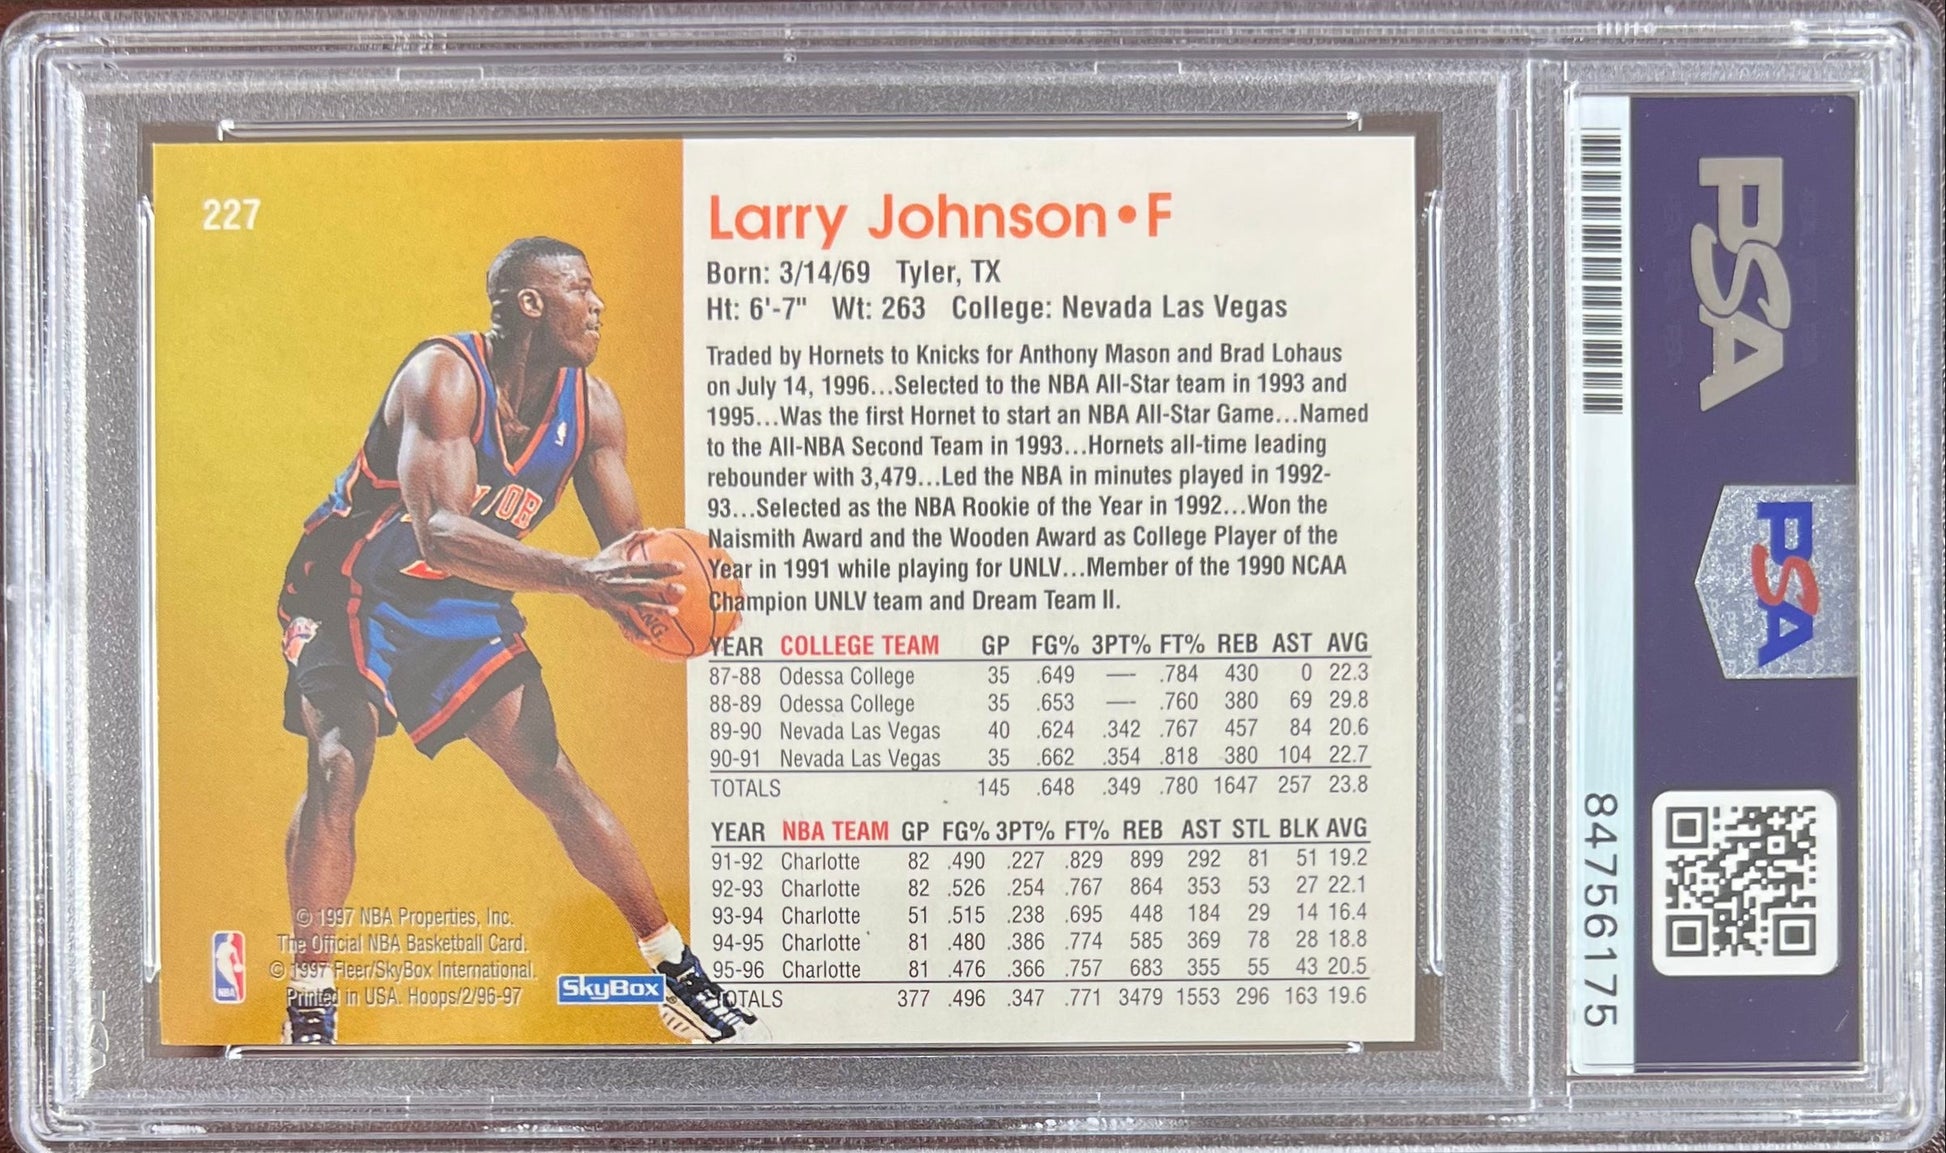 227
Larry Johnson • F
Born: 3/14/69 Tyler, TX
Ht: 6'-7" Wt: 263 College: Nevada Las Vegas
Traded by Hornets to Knicks for Anthony Mason and Brad Lohaus
on July 14, 1996...Selected to the NBA All-Star team in 1993 and
1995...Was the first Hornet to start an NBA All-Star Game...Named
to the All-NBA Second Team in 1993...Hornets all-time leading
rebounder with 3,479...Led the NBA in minutes played in 1992-
93...Selected as the NBA Rookie of the Year in 1992...Won the
Naismith Award and the Wooden Award as College Player of the
Year in 1991 while playing for UNLV...Member of the 1990 NCAA
Champion UNLV team and Dream Team II.
YEAR COLLEGE TEAM GP FG% 3PT% FT% REB AST AVG
87-88 Odessa College 35 .649 — .784 430 0 22.3
88-89 Odessa College 35 .653 — .760 380 69 29.8
89-90 Nevada Las Vegas 40 .624 .342 .767 457 84 20.6
90-91 Nevada Las Vegas 35 .662 .354 .818 380 104 22.7
TOTALS 145 .648 .349 .780 1647 257 23.8
YEAR NBA TEAM GP FG% 3PT% FT% REB AST STL BLK AVG
91-92 Charlotte 82 .490 .227 .829 899 292 81 51 19.2
92-93 Charlotte 82 .526 .254 .767 864 353 53 27 22.1
93-94 Charlotte 51 .515 .238 .695 448 184 29 14 16.4
94-95 Charlotte 81 .480 .386 .774 585 369 78 28 18.8
95-96 Charlotte 81 .476 .366 .757 683 355 55 43 20.5
TOTALS 377 .496 .347 .771 3479 1553 296 163 19.6
© 1997 NBA Properties, Inc.
The Official NBA Basketball Card.
© 1997 Fleer/SkyBox International.
Printed in USA. Hoops/2/96-97
NBA
SkyBox
PSA
PSA
84756175